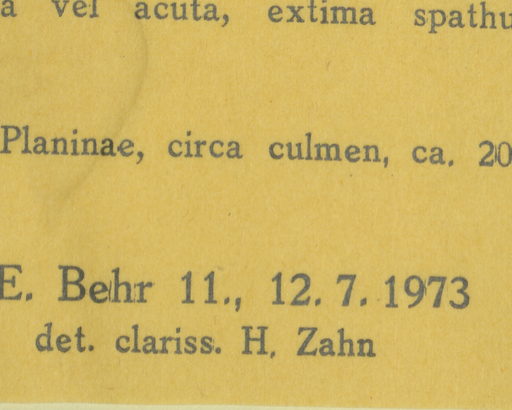 a vel acuta, extima spathu
Planinae, circa culmen, ca. 20
E. Behr 11., 12. 7. 1973
det. clariss. H. Zahn